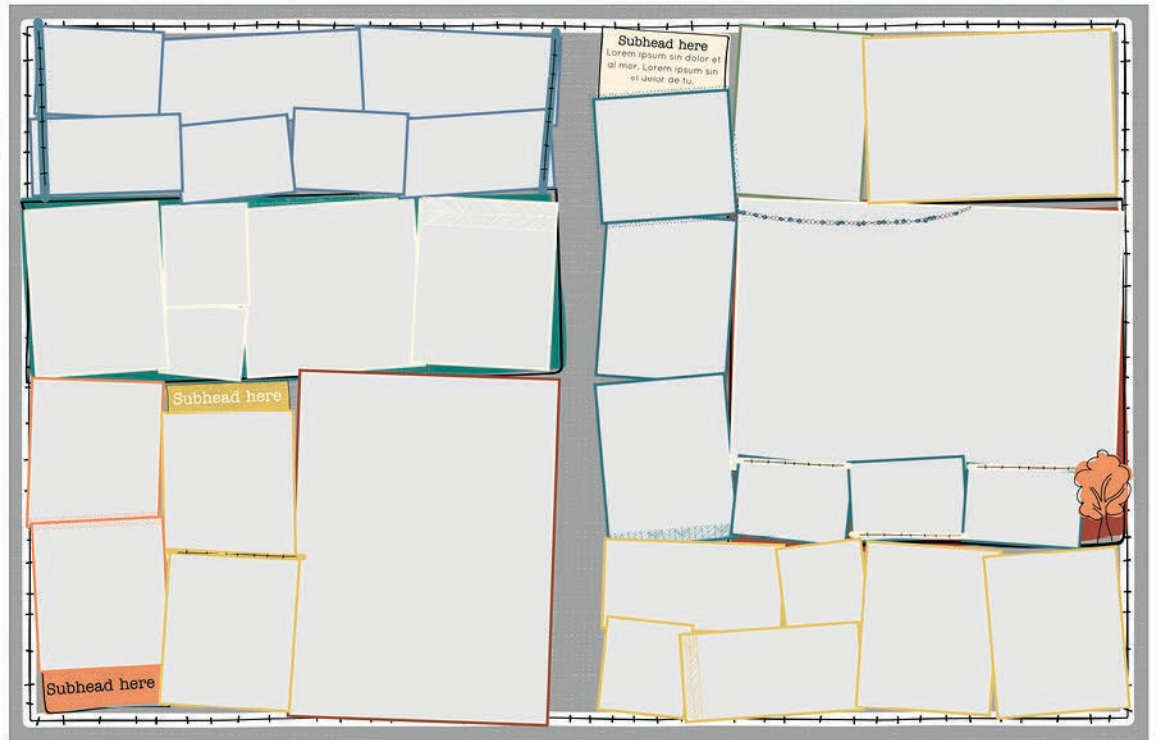 Subhead here
Subhead here
Subhead here
Lorem ipsum sin dolor et
al mor. Lorem ipsum sin
el delor de tu.